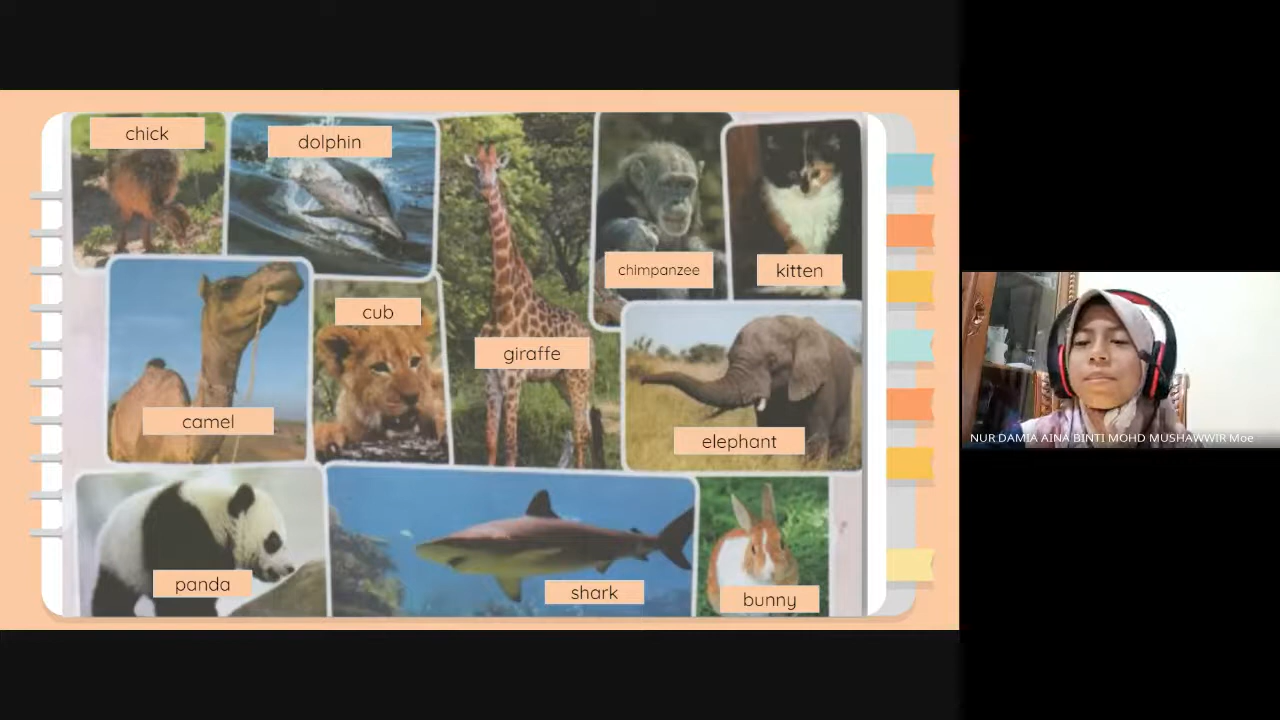 chick
dolphin
chimpanzee
kitten
cub
giraffe
camel
elephant
panda
shark
bunny
NUR DAMIA AINA BINTI MOHD MUSHAWWIR Moe